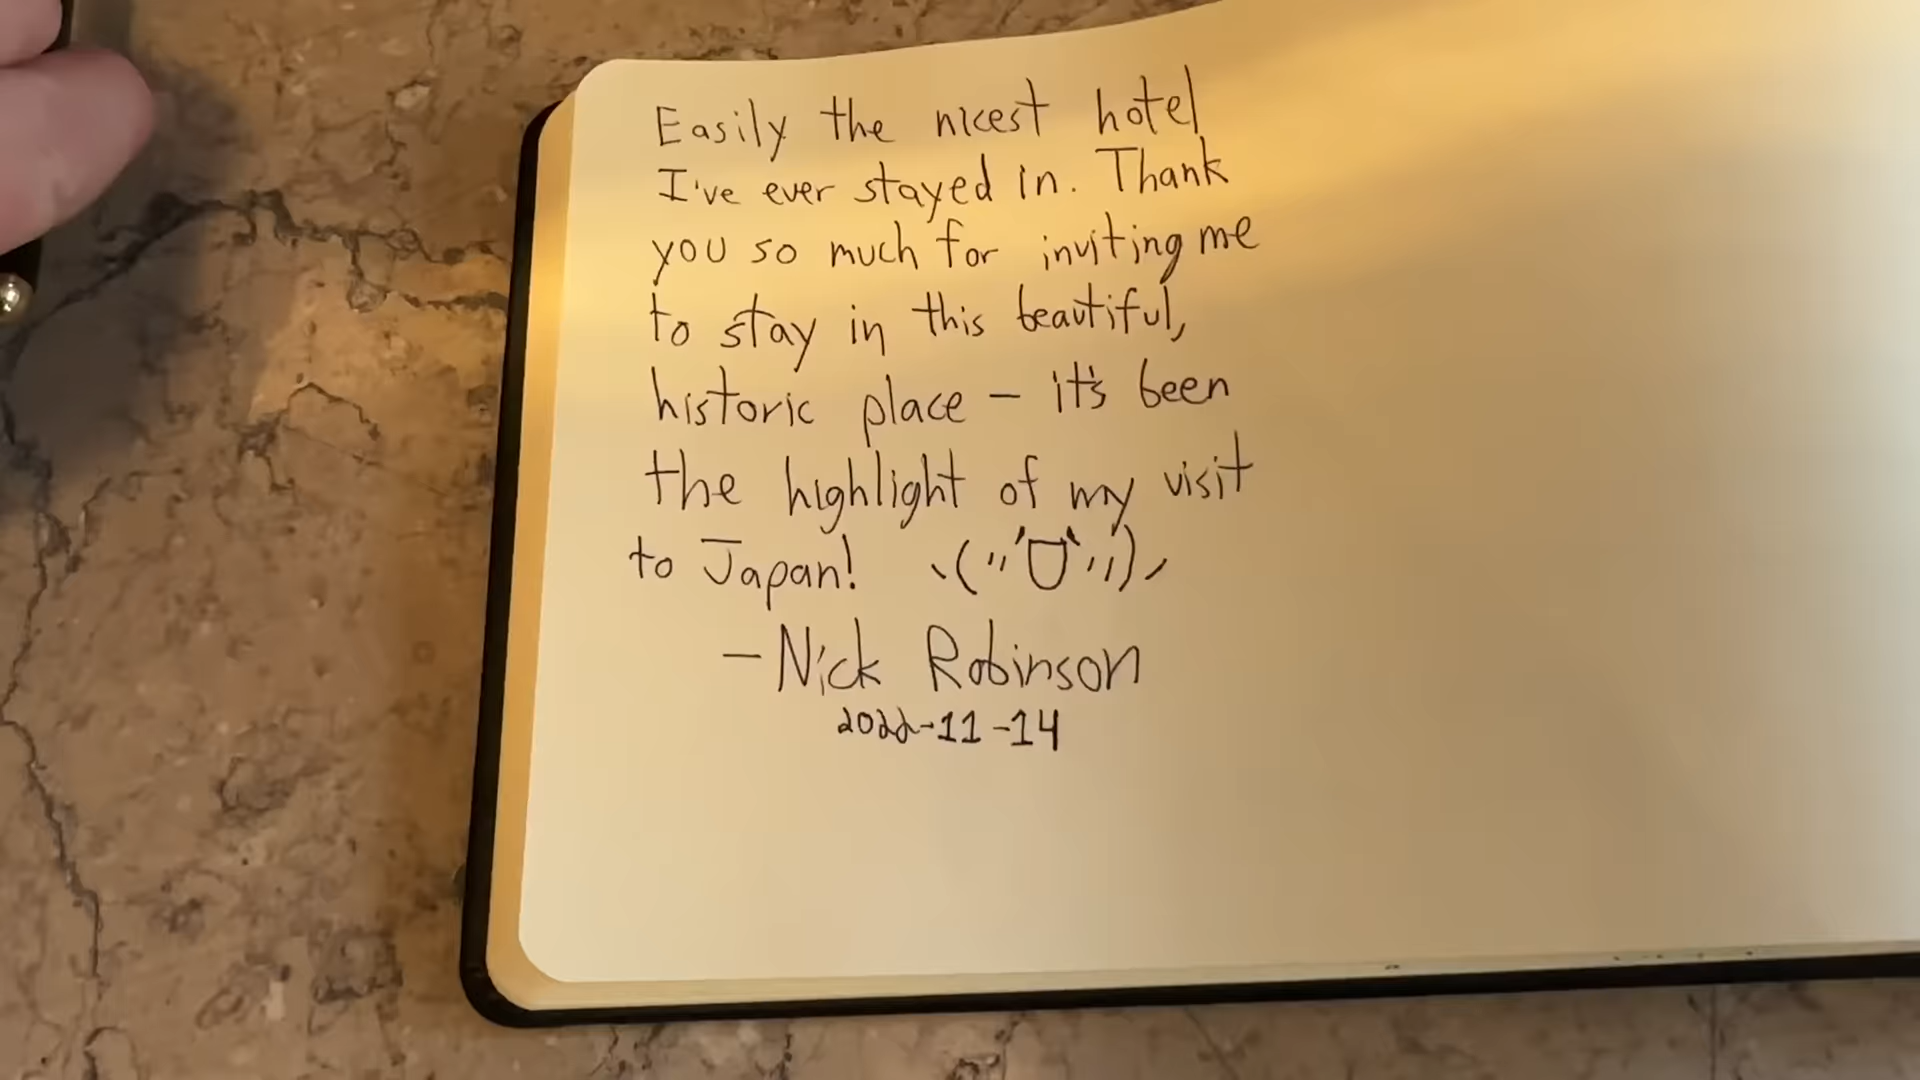 Easily the nicest hotel
I've ever stayed in. Thank
you so much for inviting me
to stay in this beautiful,
historic place – it's been
the highlight of my visit
to Japan! ヽ(〃'▽'〃)ノ
– Nick Robinson
2022-11-14